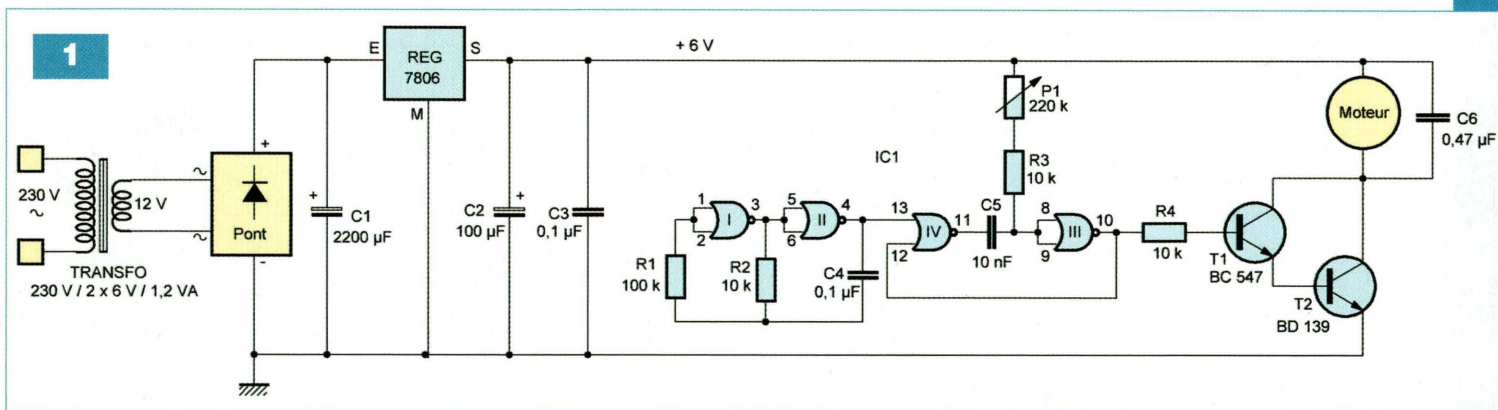 1
E
REG
7806
S
M
+ 6 V
P1
220 k
Moteur
C6
0,47 µF
IC1
R3
10 k
230 V
~
12 V
~
~
+
Pont
-
TRANSFO
230 V / 2 x 6 V / 1,2 VA
+
C1
2200 µF
+
C2
100 µF
C3
0,1 µF
R1
100 k
1
2
I
3
R2
10 k
5
6
II
4
C4
0,1 µF
13
12
IV
11
C5
10 nF
8
9
III
10
R4
10 k
T1
BC 547
T2
BD 139